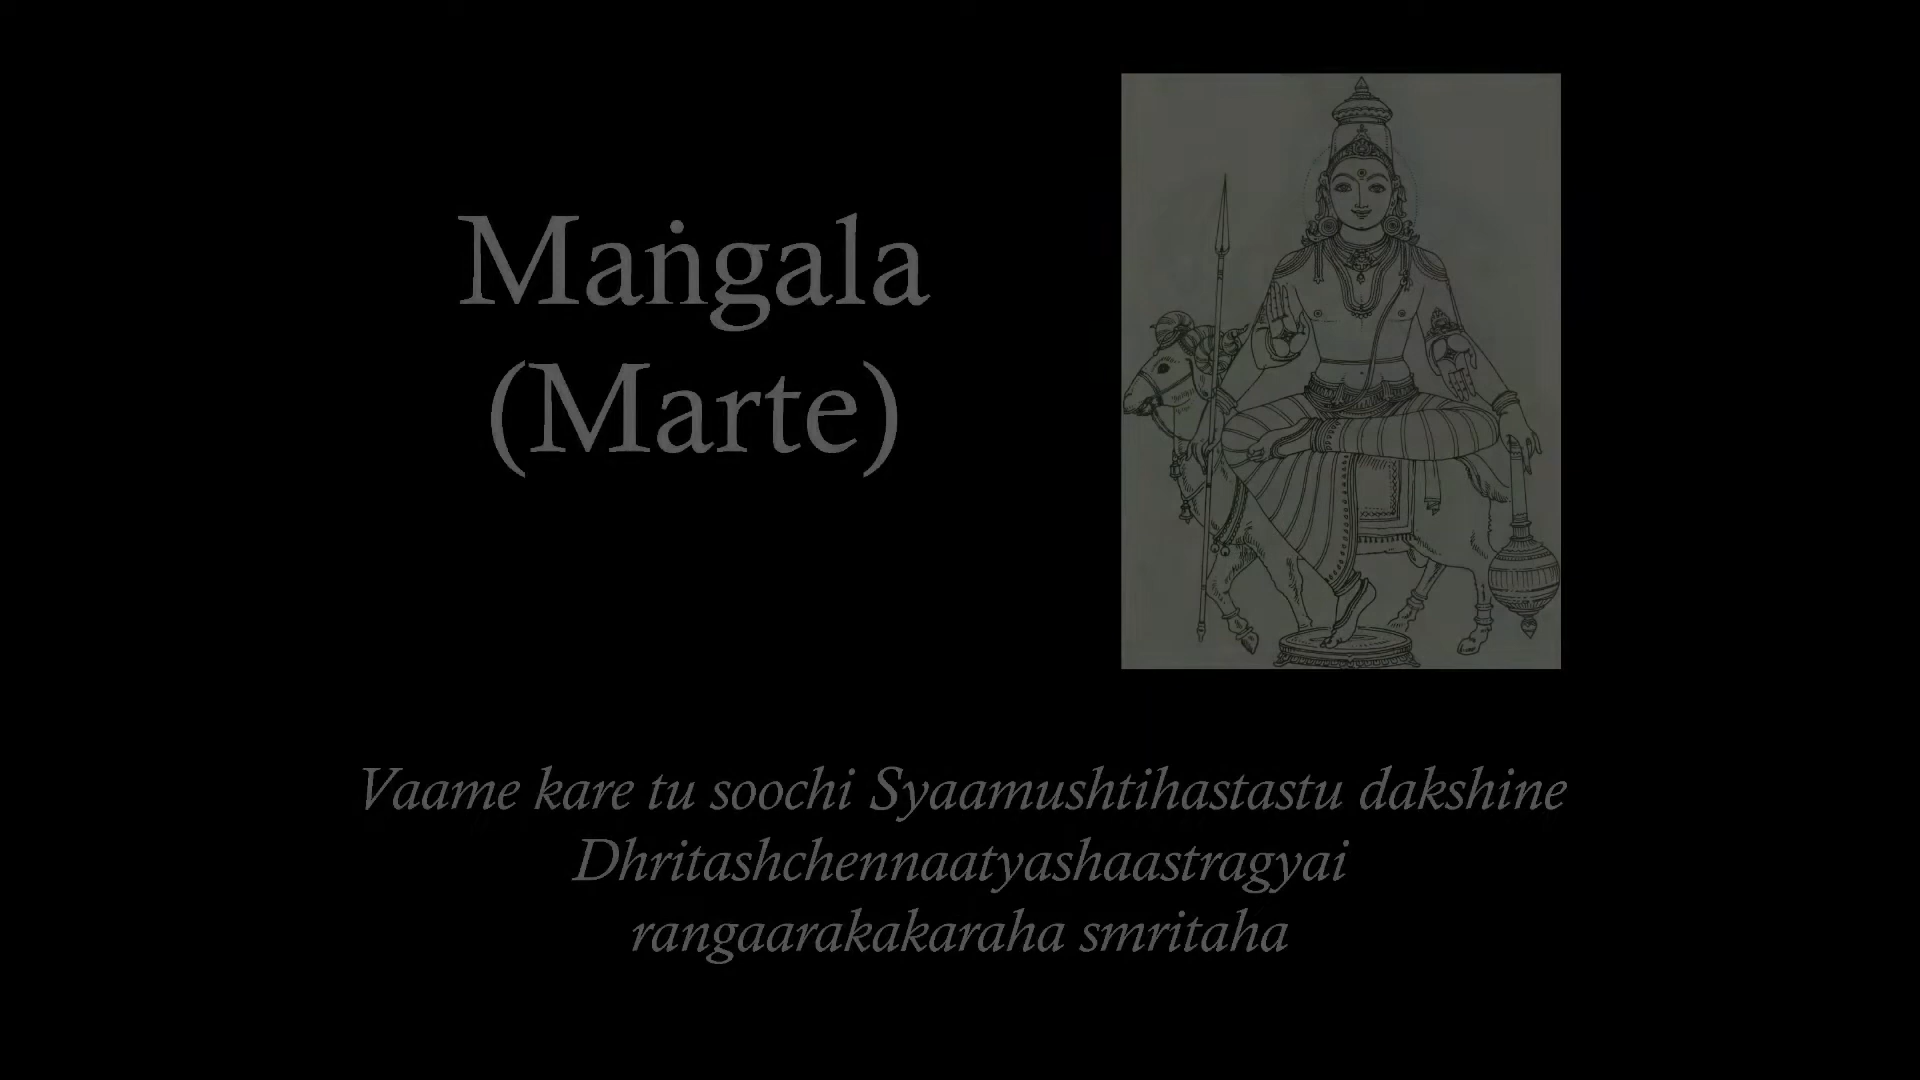 Maṅgala
(Marte)
Vaame kare tu soochi Syaamushtihastastu dakshine
Dhritashchennaatyashaastragyai
rangaarakakaraha smritaha